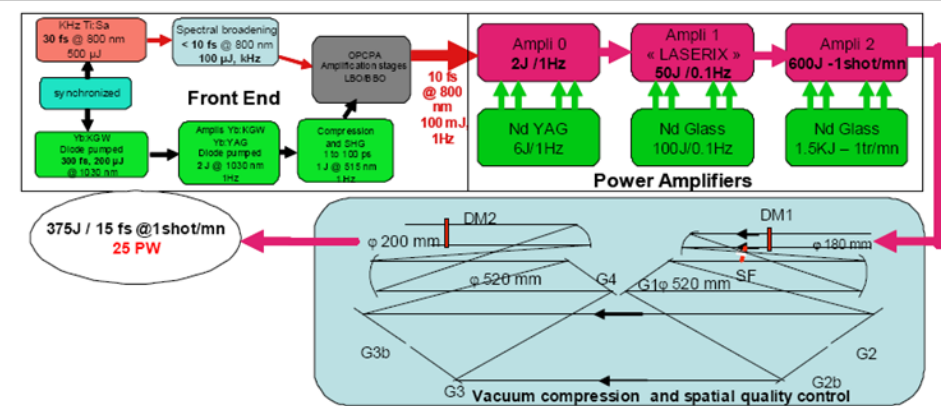 KHz Ti:Sa
30 fs @ 800 nm
500 µJ
Spectral broadening
< 10 fs @ 800 nm
100 µJ, kHz
OPCPA
Amplification stages
LBO/BBO
synchronized
Front End
Yb:KGW
Diode pumped
300 fs, 200 µJ
@ 1030 nm
Amplis Yb:KGW
Yb:YAG
Diode pumped
2J @ 1030 nm
1Hz
Compression
and SHG
1 to 100 ps
1 J @ 515 nm
1 Hz
10 fs
@ 800
nm
100 mJ,
1Hz
Ampli 0
2J /1Hz
Ampli 1
« LASERIX »
50J /0.1Hz
Ampli 2
600J -1shot/mn
Nd YAG
6J/1Hz
Nd Glass
100J/0.1Hz
Nd Glass
1.5KJ – 1tr/mn
Power Amplifiers
375J / 15 fs @1shot/mn
25 PW
DM2
φ 200 mm
φ 520 mm
G4
DM1
φ 180 mm
SF
G1
φ 520 mm
G3b
G3
G2
G2b
Vacuum compression and spatial quality control